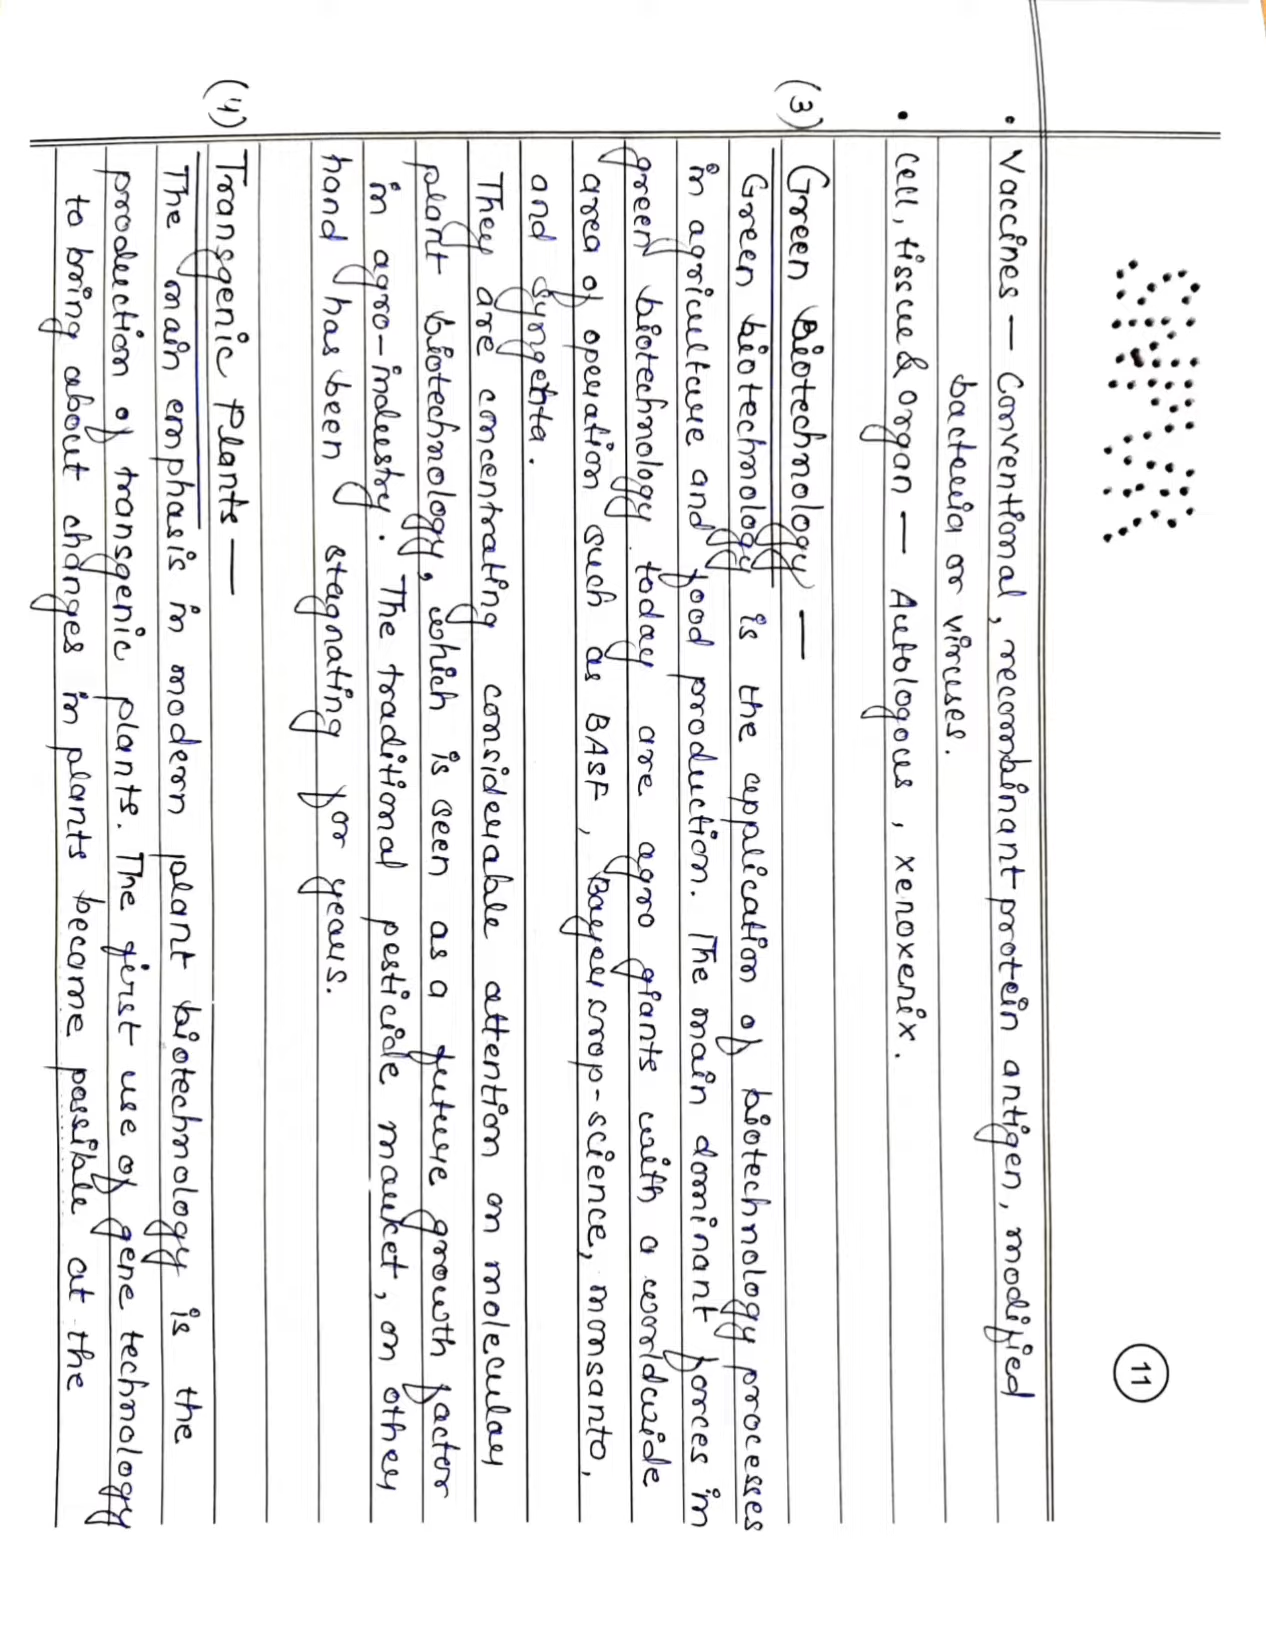 11
• Vaccines — Conventional, recombinant protein antigen, modified
bacteria or viruses.
• Cell, tissue & organ — Autologous, xenoxenix.
(3) Green Biotechnology —
Green biotechnology is the application of biotechnology processes
in agriculture and food production. The main dominant forces in
green biotechnology today are agro giants with a worldwide
area of operation such as BASF, Bayer crop-science, monsanto,
and syngenta.
They are concentrating considerable attention on molecular
plant biotechnology, which is seen as a future growth factor
in agro-industry. The traditional pesticide market, on other
hand has been stagnating for years.
(4) Transgenic Plants —
The main emphasis in modern plant biotechnology is the
production of transgenic plants. The first use of gene technology
to bring about changes in plants became possible at the